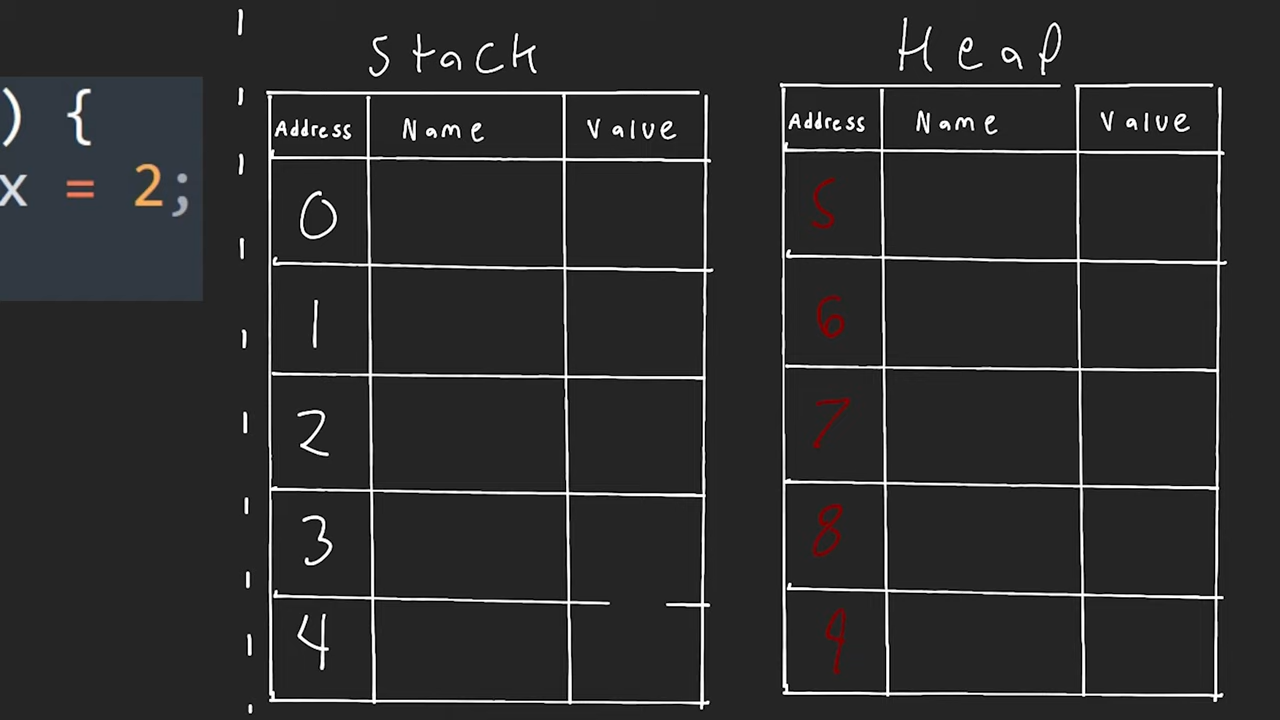 ) {
x = 2;
Stack
Address Name Value
0
1
2
3
4
Heap
Address Name Value
5
6
7
8
9